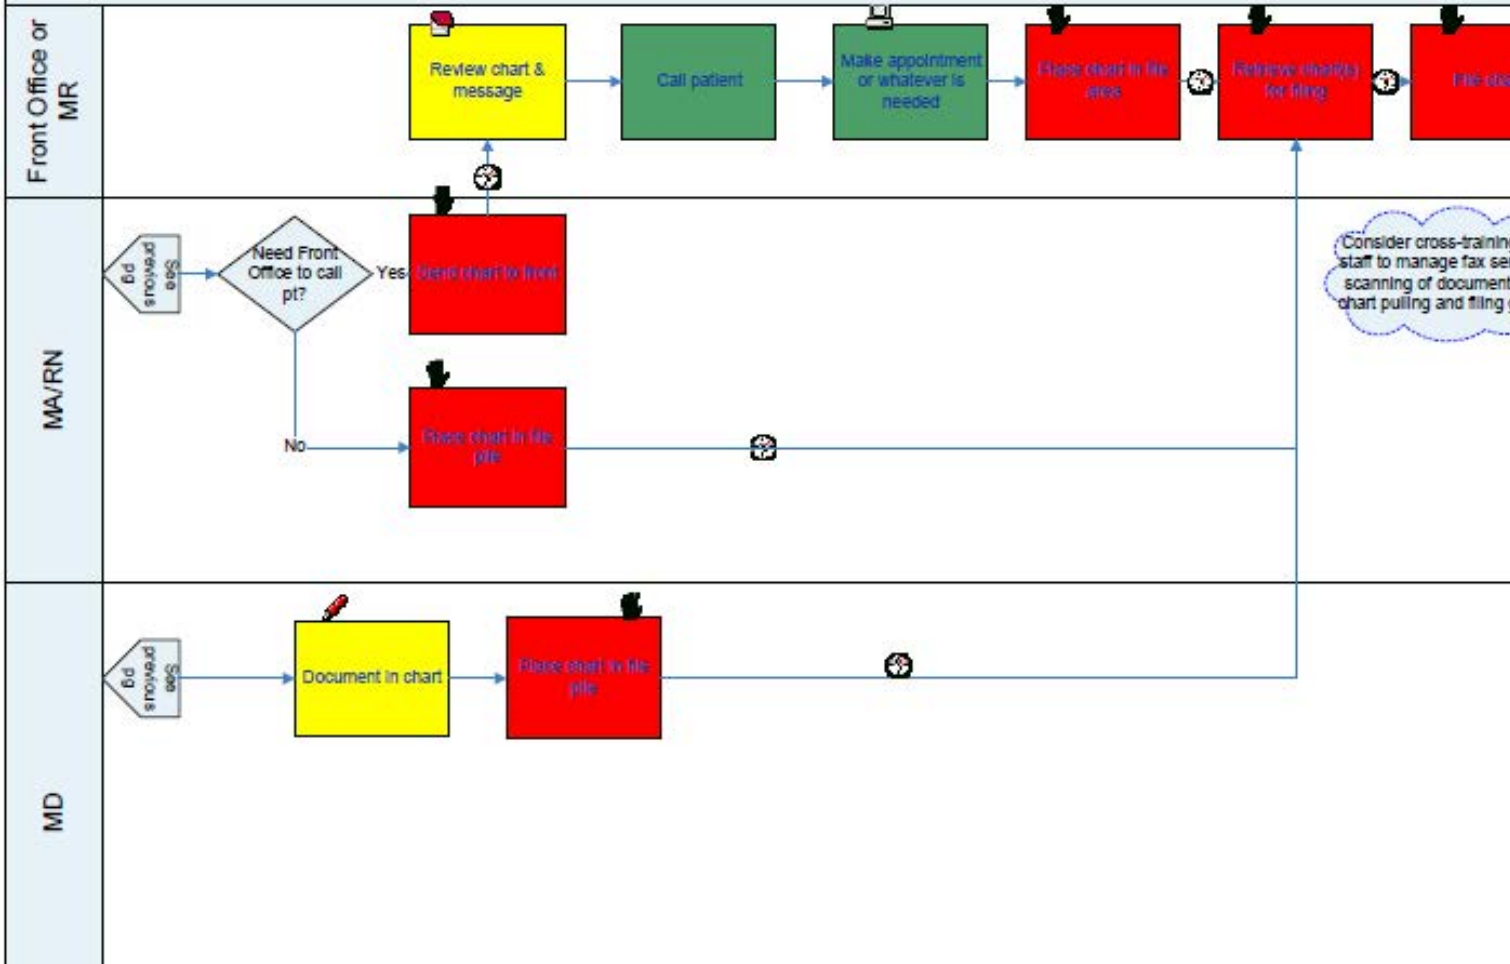 Front Office or
MR
Review chart &
message
Call patient
Make appointment
or whatever is
needed
Place chart in file
area
Retrieve chart(s)
for filing
File
MA/RN
See
previous
pg
Need Front
Office to call
pt?
Yes
Send chart to front
No
Place chart in file
pile
Consider cross-training
staff to manage fax
scanning of document
chart pulling and filing
MD
See
previous
pg
Document in chart
Place chart in file
pile